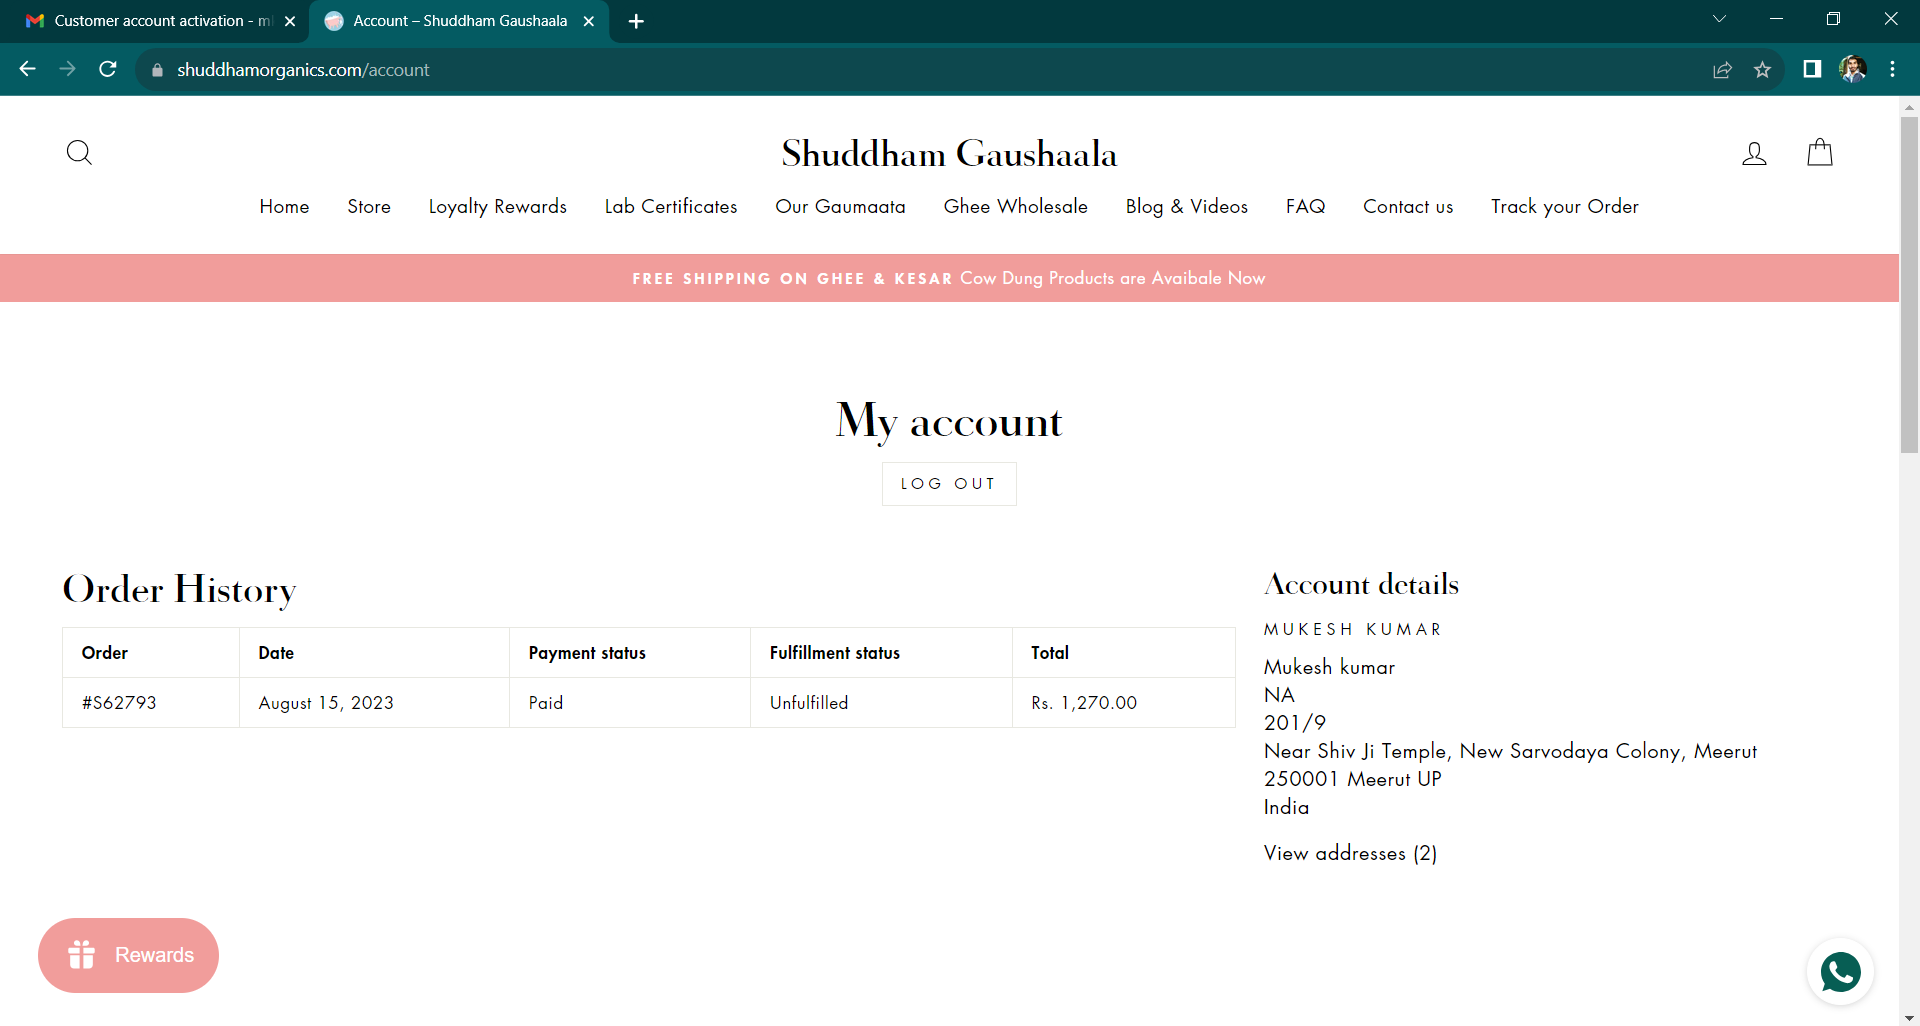 Customer account activation - m
Account – Shuddham Gaushaala
shuddhamorganics.com/account
Shuddham Gaushaala
Home Store Loyalty Rewards Lab Certificates Our Gaumaata Ghee Wholesale Blog & Videos FAQ Contact us Track your Order
FREE SHIPPING ON GHEE & KESAR Cow Dung Products are Avaibale Now
My account
LOG OUT
Order History
Order Date Payment status Fulfillment status Total
#S62793 August 15, 2023 Paid Unfulfilled Rs. 1,270.00
Account details
MUKESH KUMAR
Mukesh kumar
NA
201/9
Near Shiv Ji Temple, New Sarvodaya Colony, Meerut
250001 Meerut UP
India
View addresses (2)
Rewards